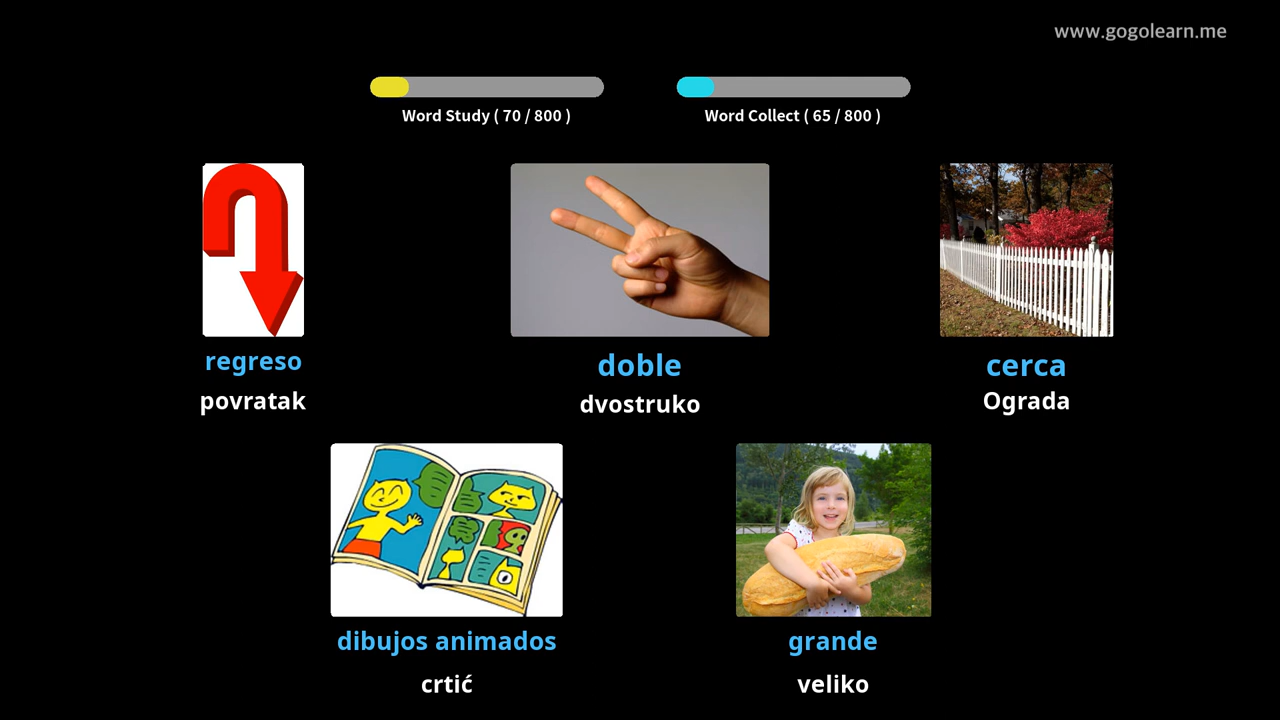 www.gogolearn.me
Word Study ( 70 / 800 )
Word Collect ( 65 / 800 )
regreso
povratak
doble
dvostruko
cerca
Ograda
dibujos animados
crtić
grande
veliko